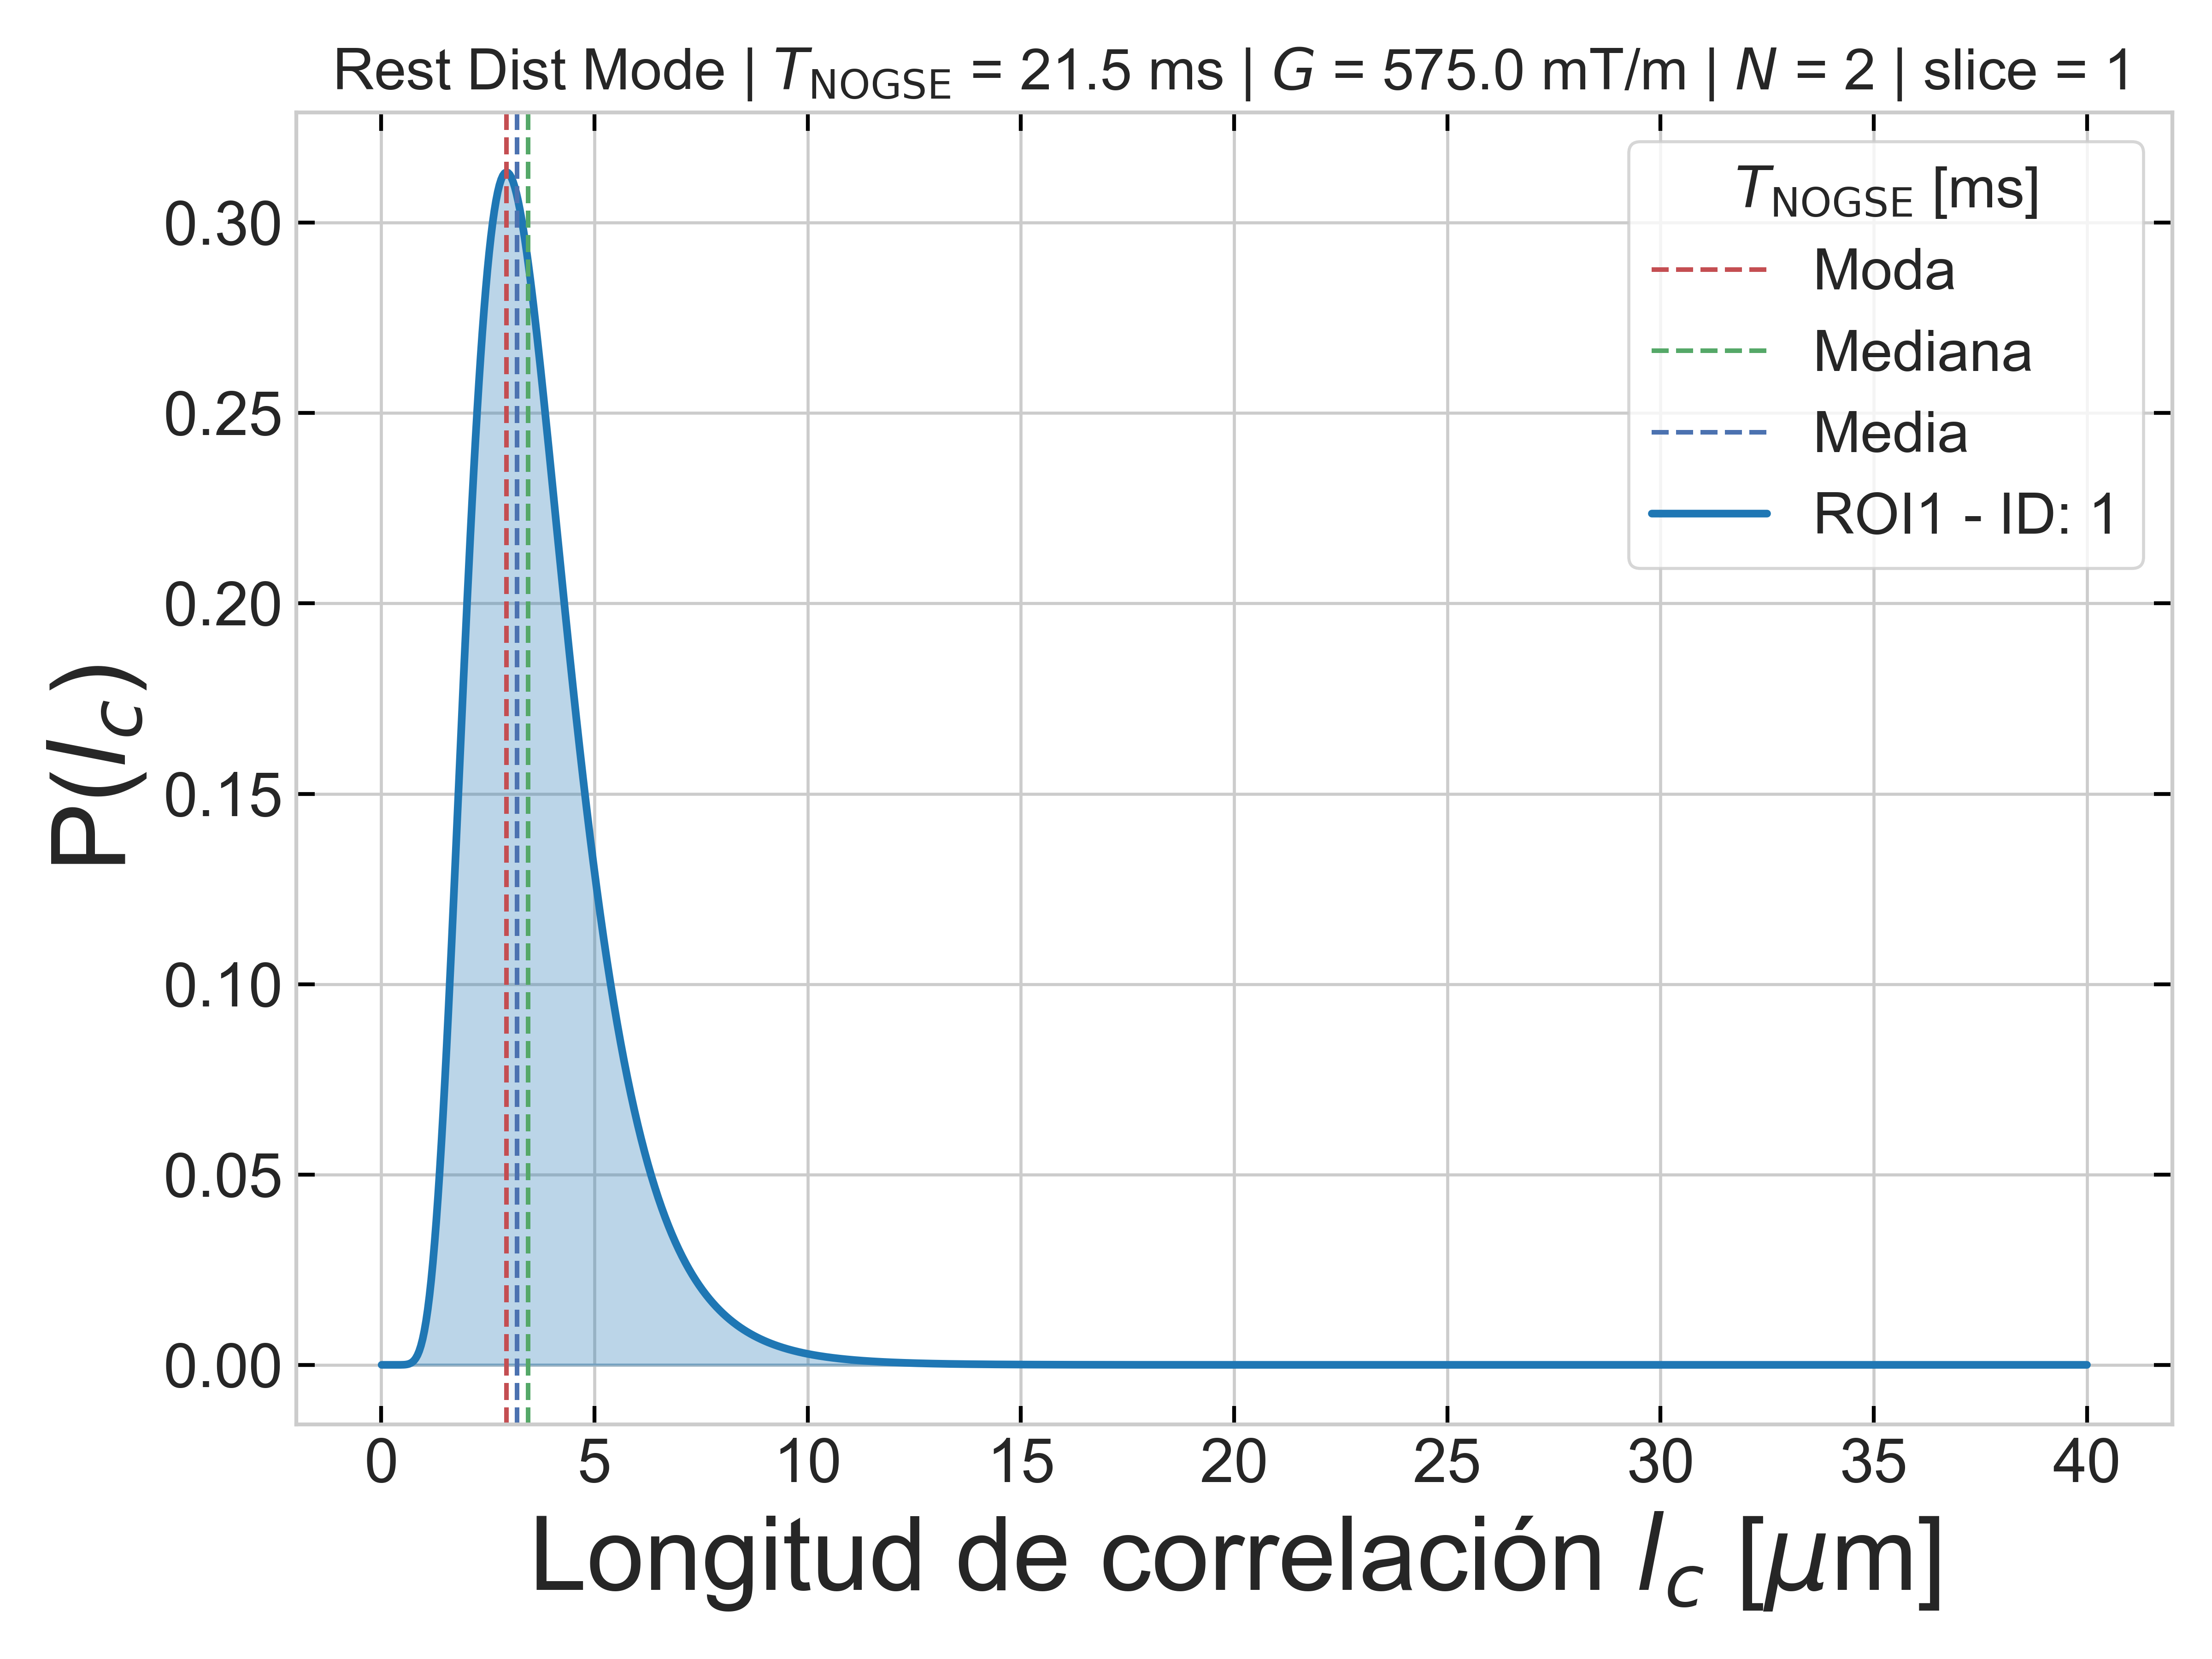 Rest Dist Mode | T_NOGSE = 21.5 ms | G = 575.0 mT/m | N = 2 | slice = 1
T_NOGSE [ms]
Moda
Mediana
Media
ROI1 - ID: 1
P(l_c)
0.30
0.25
0.20
0.15
0.10
0.05
0.00
0 5 10 15 20 25 30 35 40
Longitud de correlación l_c [μm]